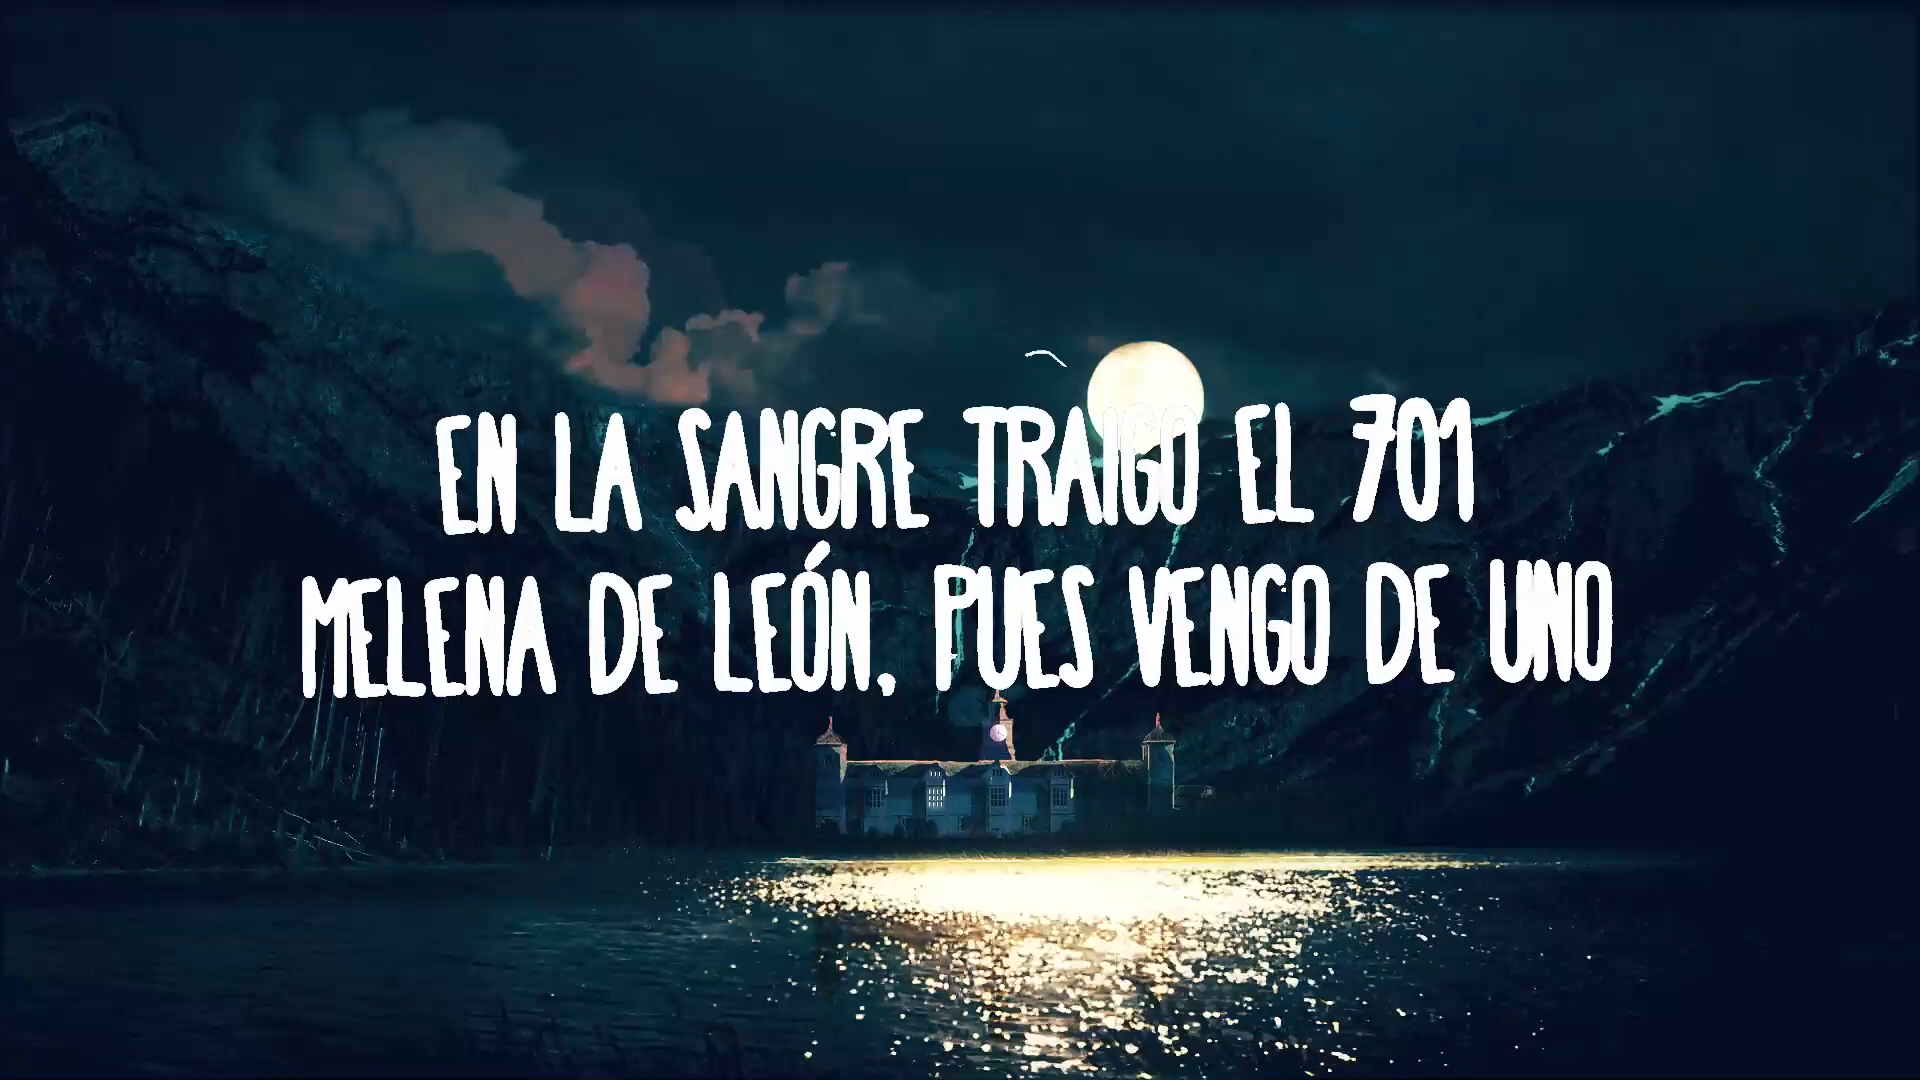 EN LA SANGRE TRAIGO EL 701
MELENA DE LEÓN, PUES VENGO DE UNO